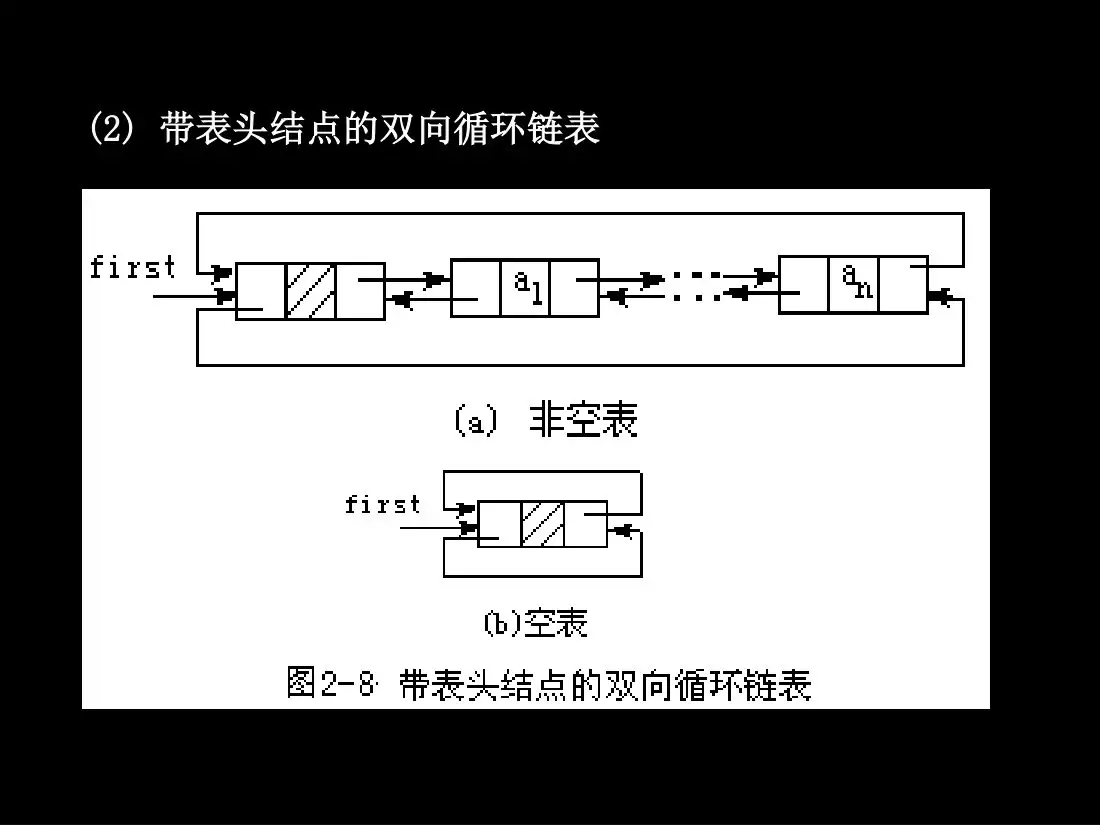 (2) 带表头结点的双向循环链表
first
a1
···
an
···
(a) 非空表
first
(b)空表
图2-8 带表头结点的双向循环链表